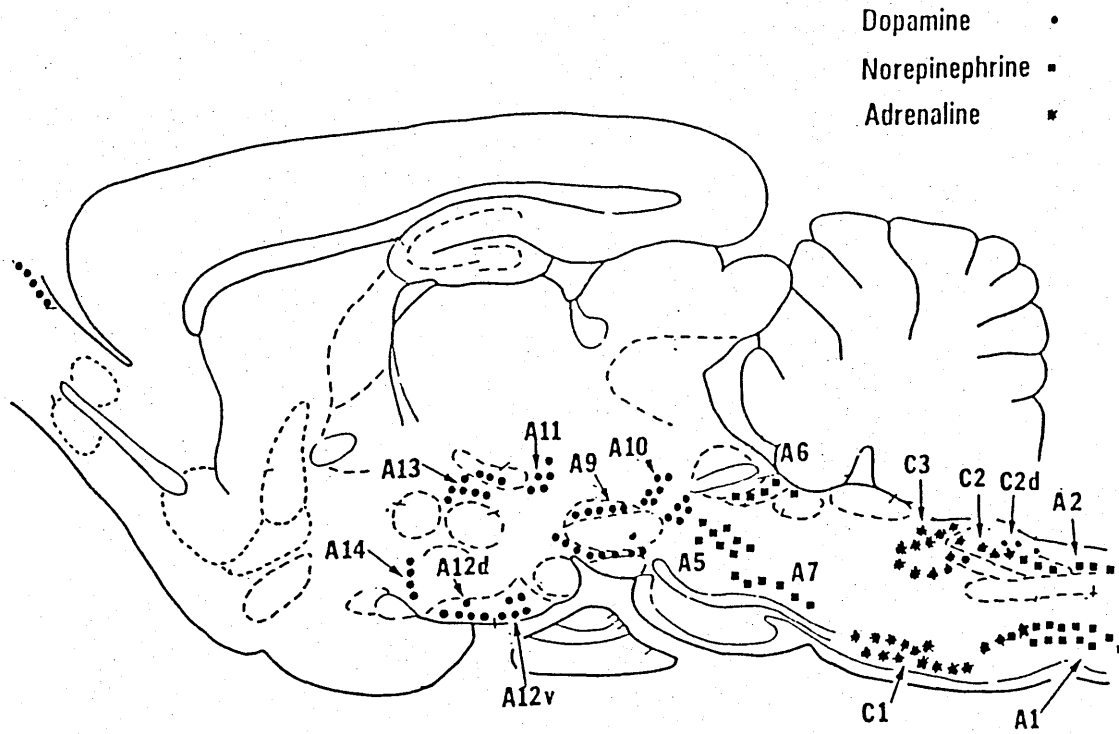 Dopamine
Norepinephrine
Adrenaline
A11
A10
A6
A13
A9
C3
C2
C2d
A2
A14
A12d
A5
A7
A12v
C1
A1